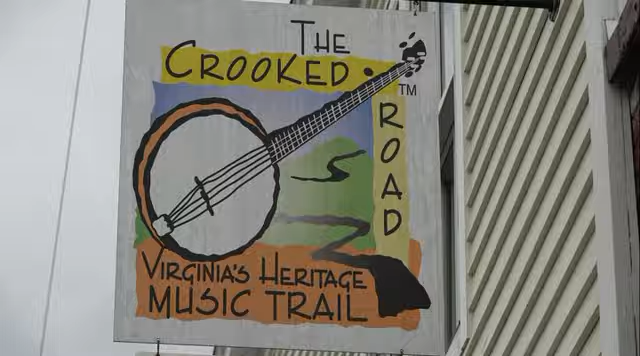 THE
CROOKED
ROAD
TM
VIRGINIA'S HERITAGE
MUSIC TRAIL